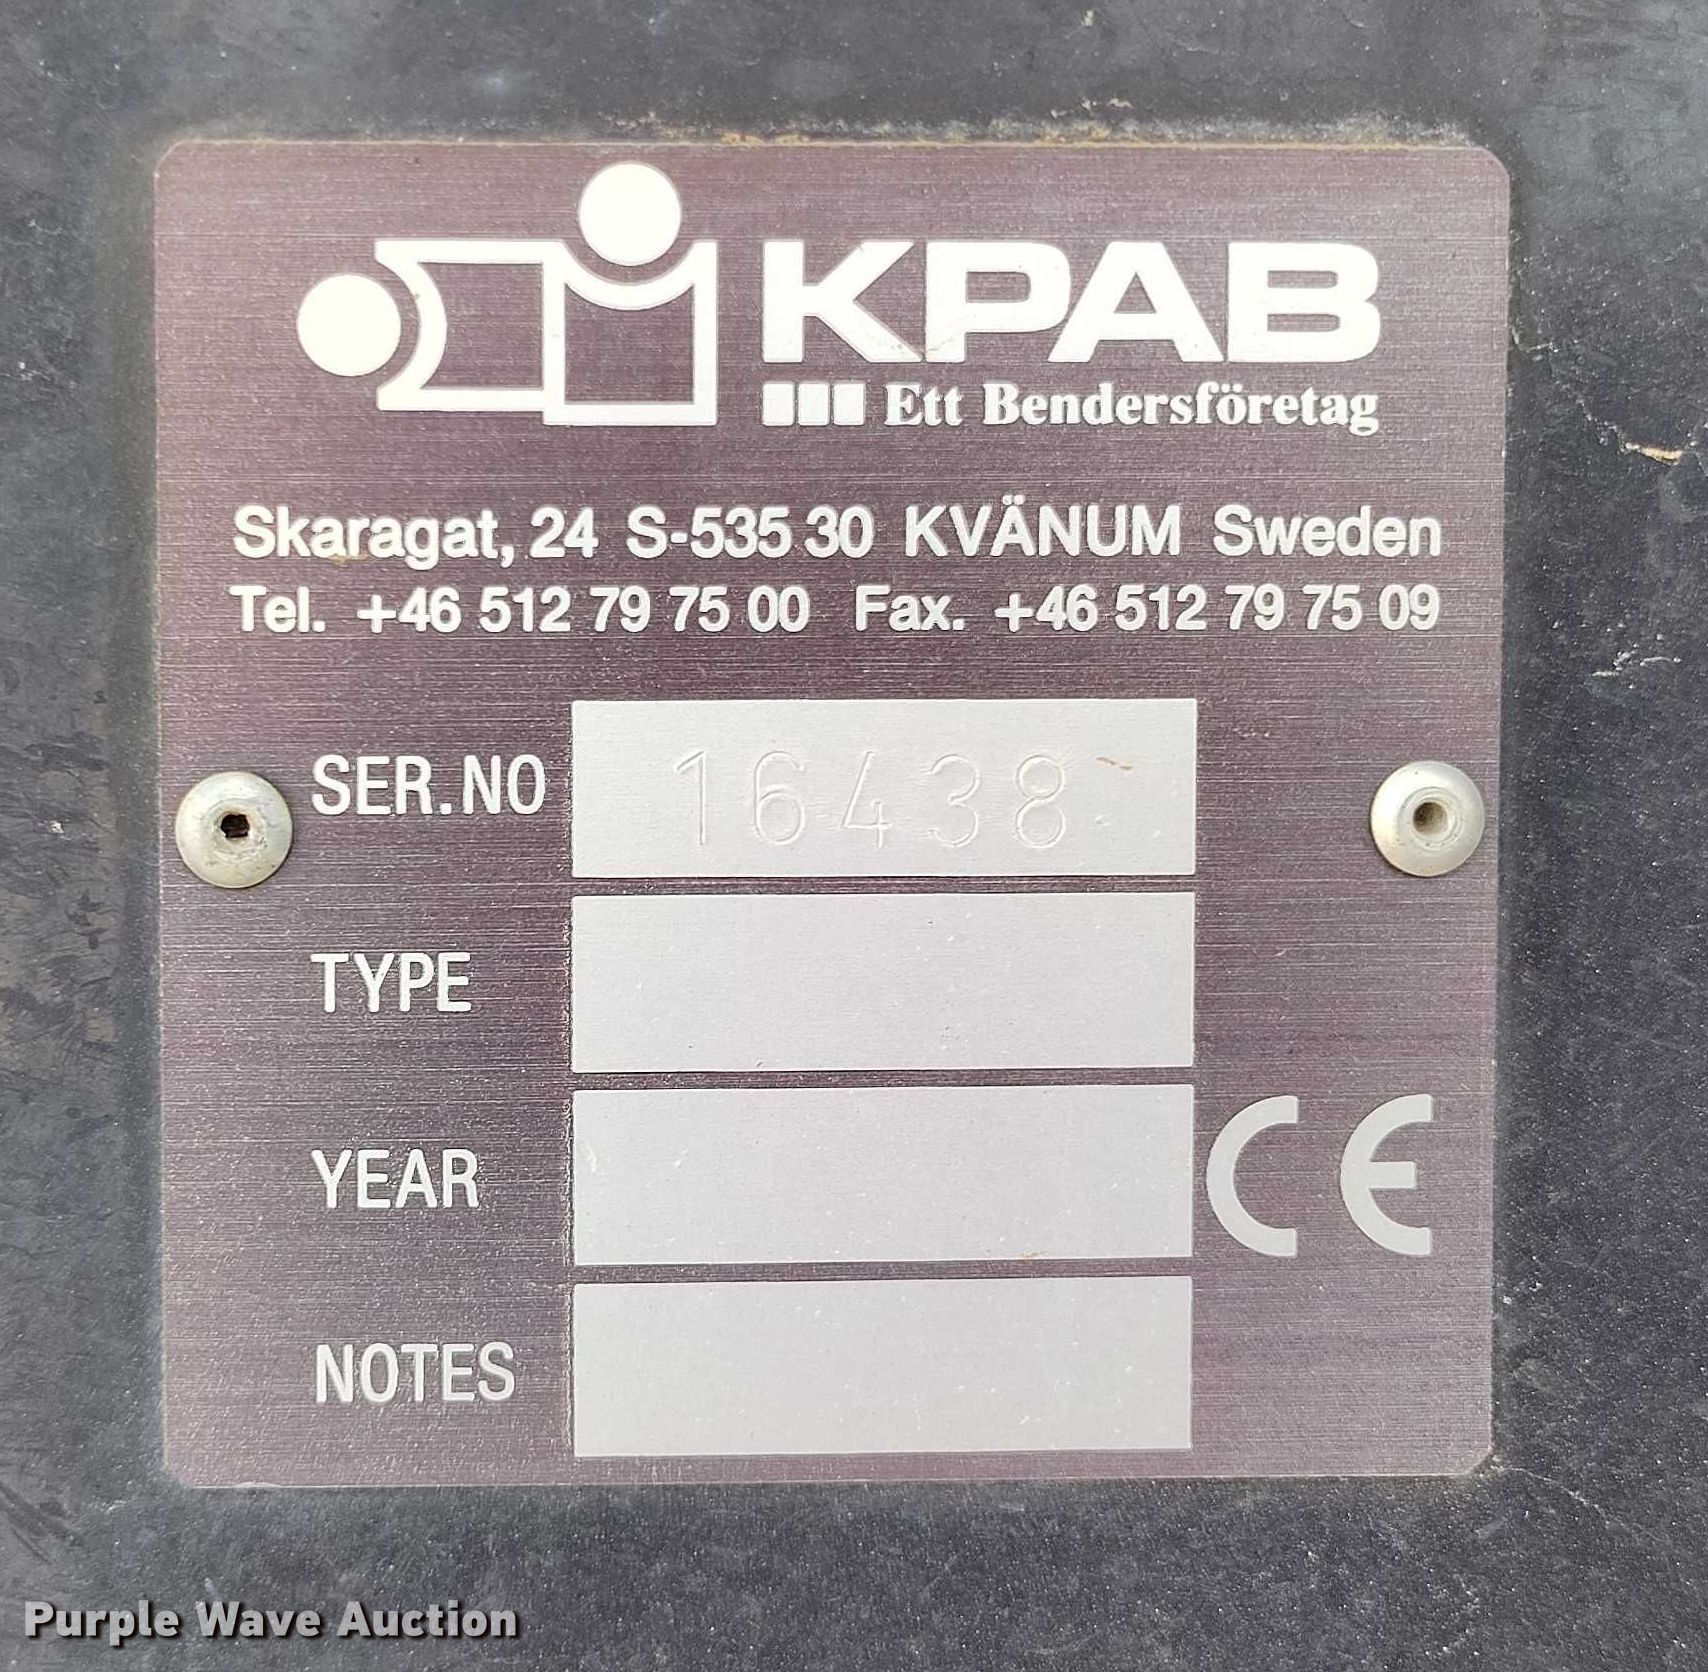 KPAB
Ett Bendersföretag
Skaragat, 24 S-535 30 KVÄNUM Sweden
Tel. +46 512 79 75 00 Fax. +46 512 79 75 09
SER.NO 16438
TYPE
YEAR
CE
NOTES
Purple Wave Auction